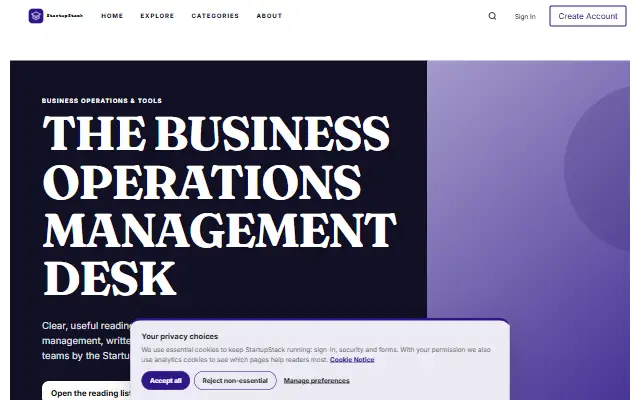 StartupStack
HOME
EXPLORE
CATEGORIES
ABOUT
Sign In
Create Account
BUSINESS OPERATIONS & TOOLS
THE BUSINESS
OPERATIONS
MANAGEMENT
DESK
Clear, useful reading
management, writte
teams by the Startu
Open the reading list
Your privacy choices
We use essential cookies to keep StartupStack running: sign-in, security and forms. With your permission we also
use analytics cookies to see which pages help readers most. Cookie Notice
Accept all
Reject non-essential
Manage preferences